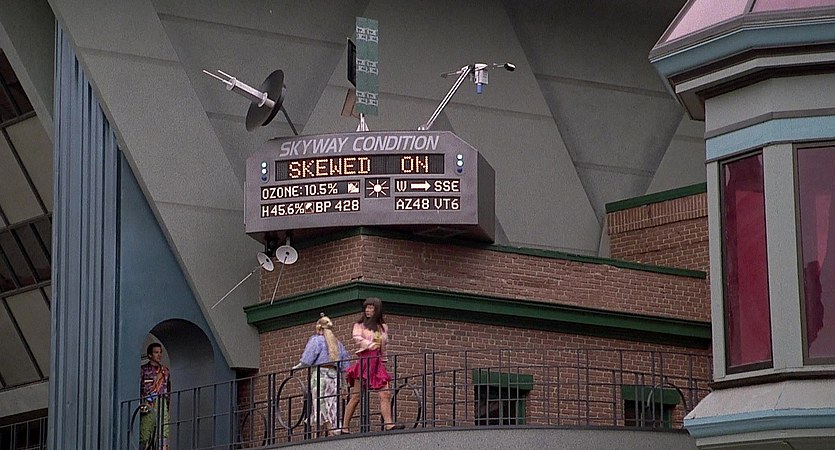 SKYWAY CONDITION
SKEWED ON
OZONE:10.5% W SSE
H45.6% BP 428 AZ48 VT6